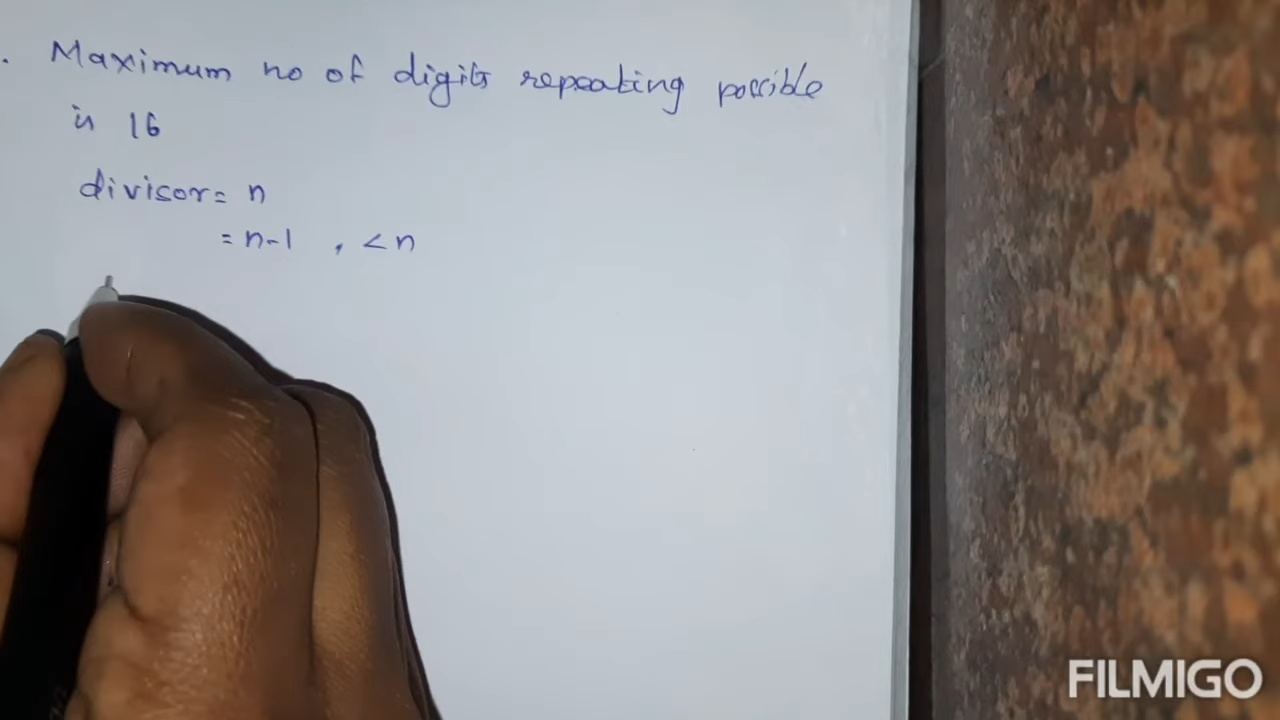 . Maximum no of digits repeating possible
is 16
divisor = n
= n-1 , < n
FILMIGO